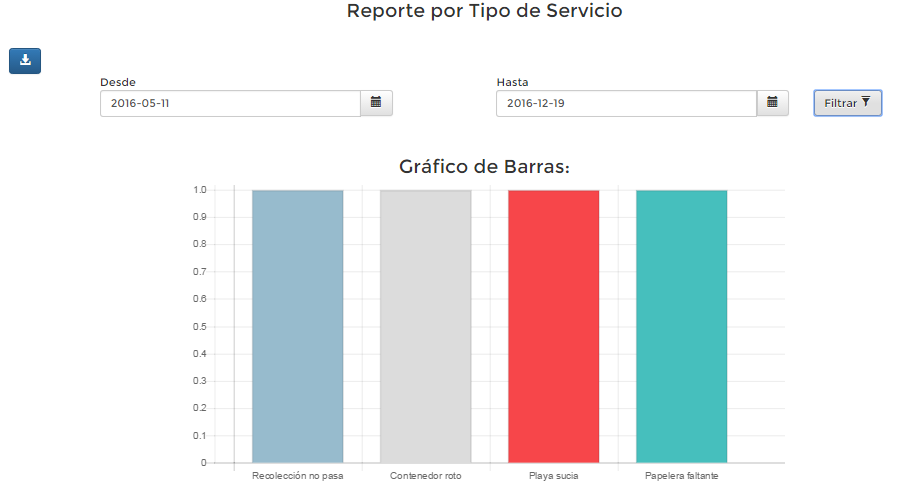 Reporte por Tipo de Servicio
Desde
Hasta
2016-05-11
2016-12-19
Filtrar
Gráfico de Barras:
1.0
0.9
0.8
0.7
0.6
0.5
0.4
0.3
0.2
0.1
0
Recolección no pasa
Contenedor roto
Playa sucia
Papelera faltante